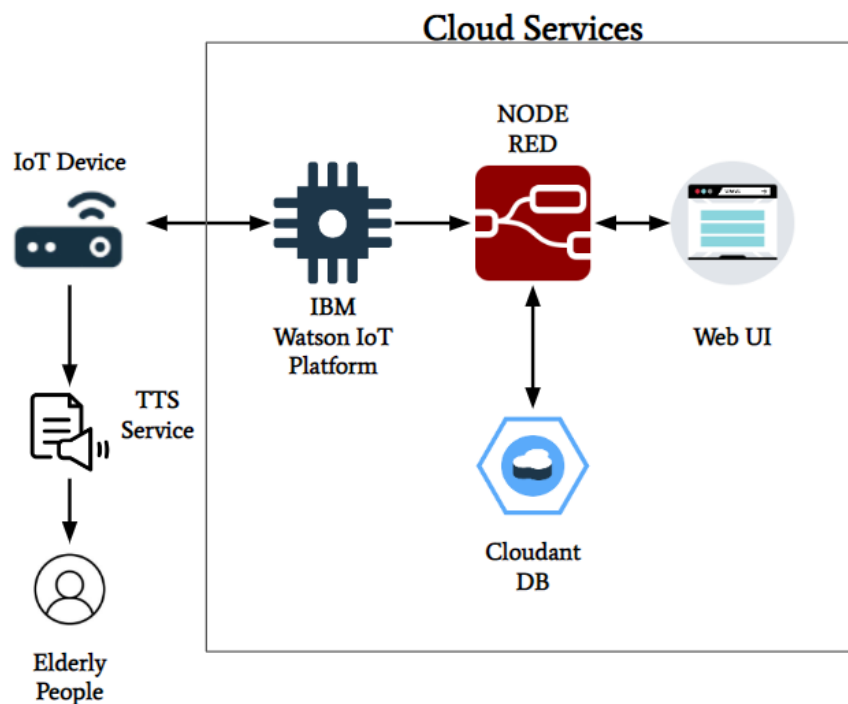 Cloud Services
IoT Device
NODE
RED
IBM
Watson IoT
Platform
Web UI
TTS
Service
Cloudant
DB
Elderly
People